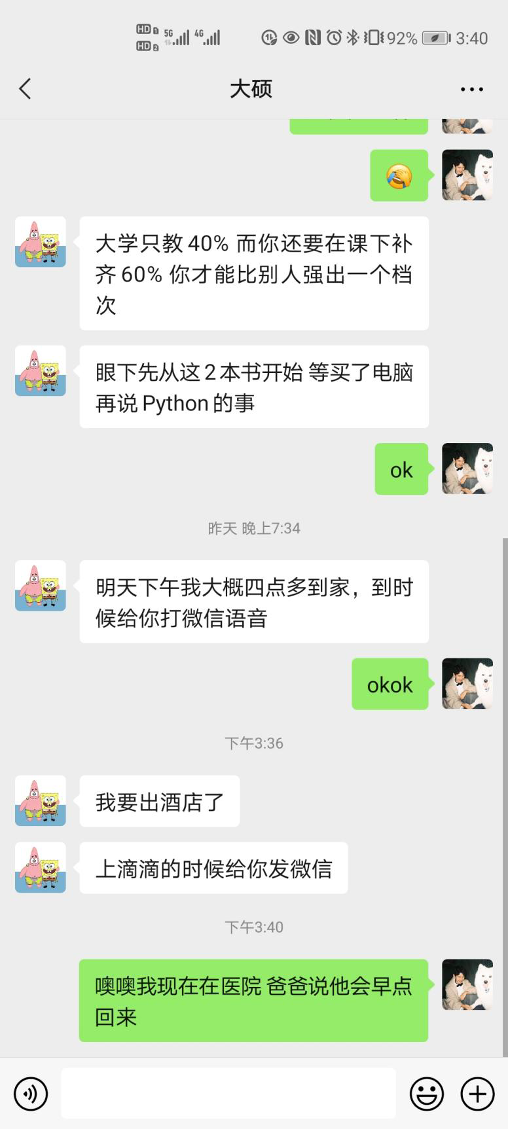 HD 1 5G 4G 92% 3:40
HD 2
大硕
大学只教 40% 而你还要在课下补
齐 60% 你才能比别人强出一个档
次
眼下先从这 2 本书开始 等买了电脑
再说 Python 的事
ok
昨天 晚上7:34
明天下午我大概四点多到家，到时
候给你打微信语音
okok
下午3:36
我要出酒店了
上滴滴的时候给你发微信
下午3:40
噢噢我现在在医院 爸爸说他会早点
回来